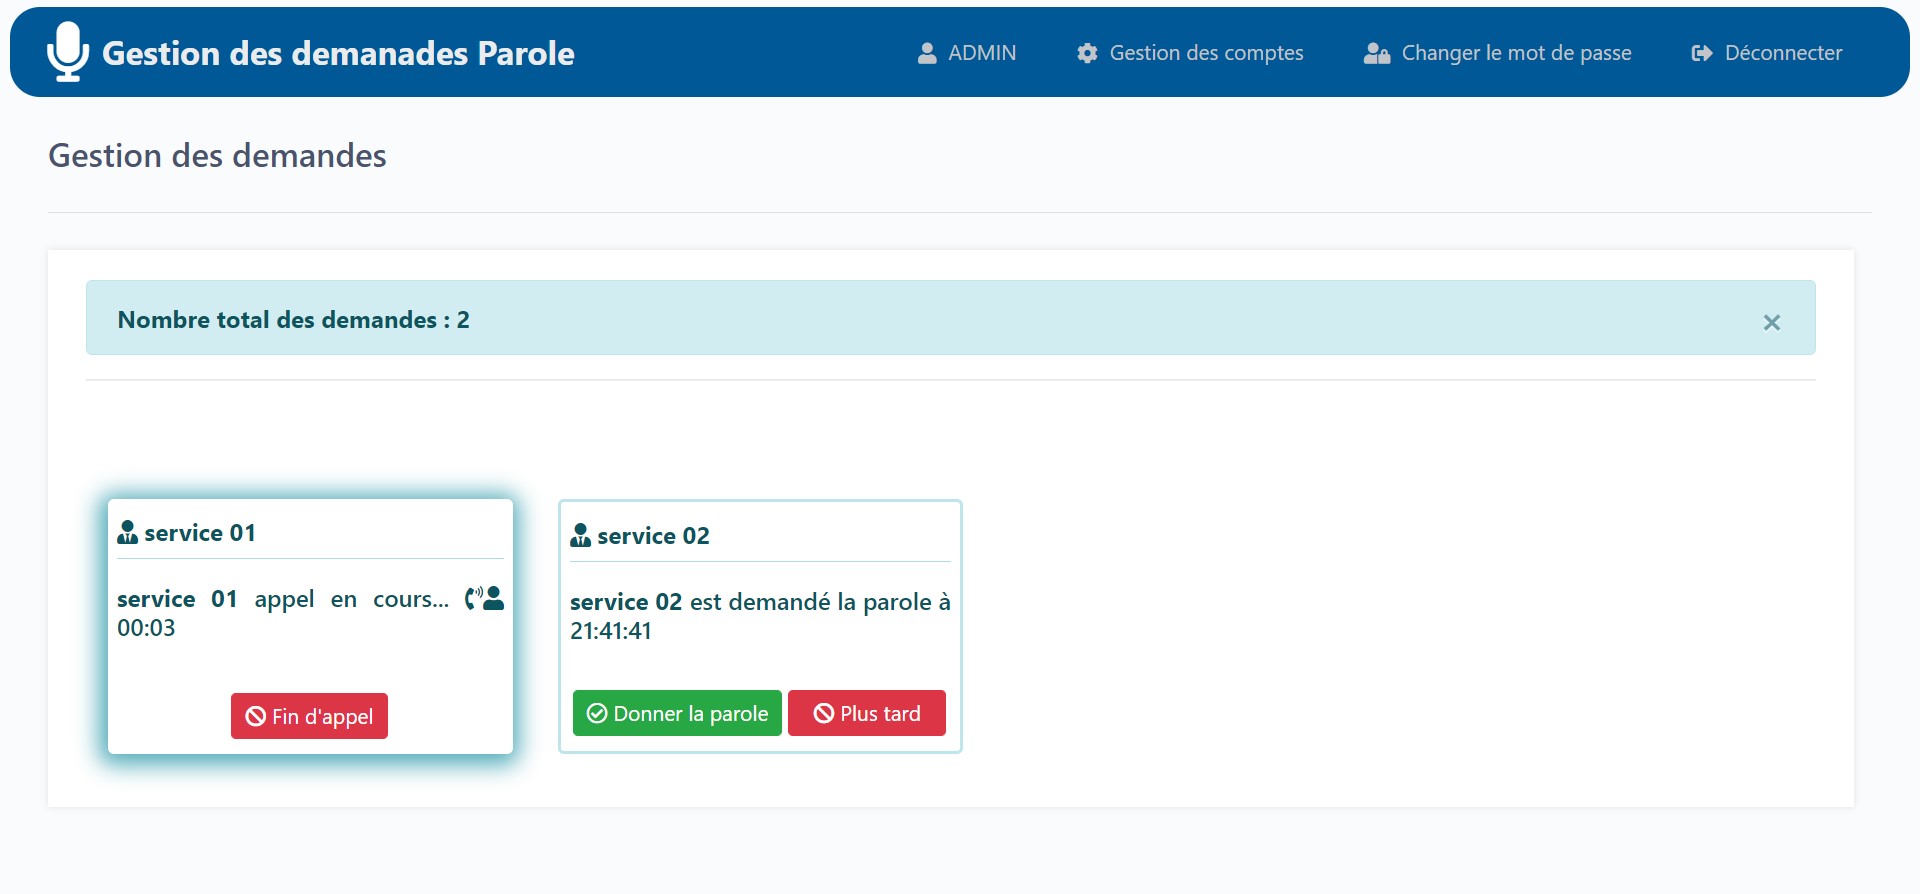 Gestion des demanades Parole
ADMIN
Gestion des comptes
Changer le mot de passe
Déconnecter
Gestion des demandes
Nombre total des demandes : 2
×
service 01
service 01 appel en cours...
00:03
Fin d'appel
service 02
service 02 est demandé la parole à
21:41:41
Donner la parole
Plus tard